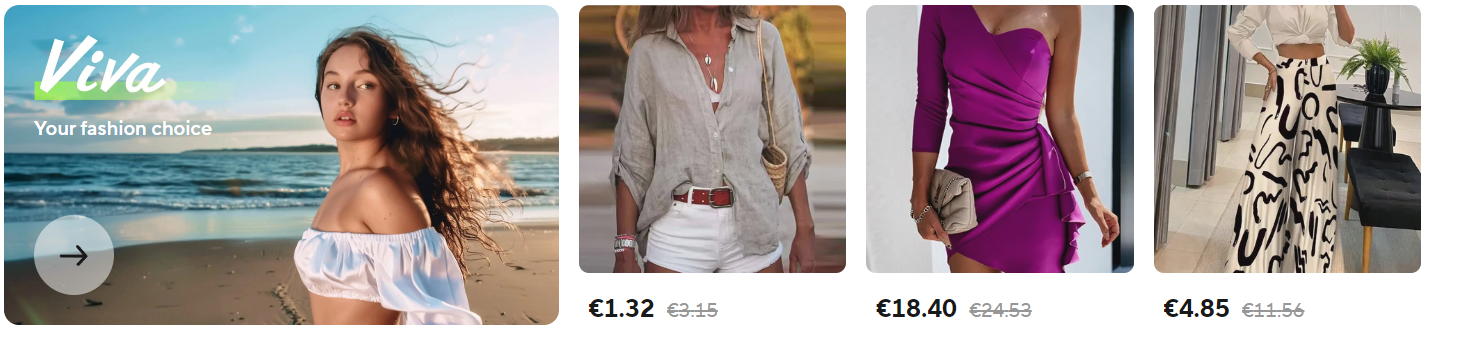 Viva
Your fashion choice
€1.32 €3.15
€18.40 €24.53
€4.85 €11.56